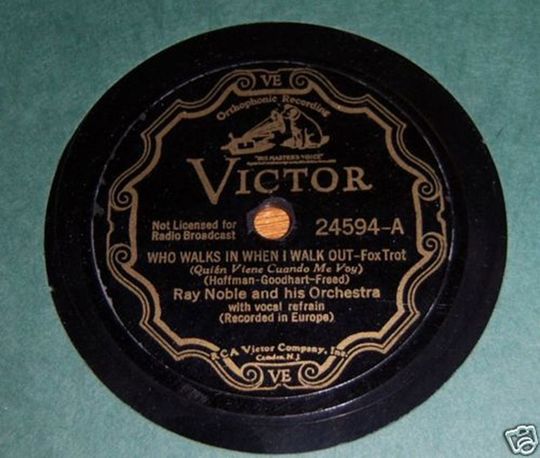 VE
Orthophonic Recording
"HIS MASTER'S VOICE"
VICTOR
Not Licensed for
Radio Broadcast
24594-A
WHO WALKS IN WHEN I WALK OUT-Fox Trot
(Quién Viene Cuando Me Voy)
(Hoffman-Goodhart-Freed)
Ray Noble and his Orchestra
with vocal refrain
(Recorded in Europe)
RCA Victor Company, Inc.
Camden, N.J.
VE